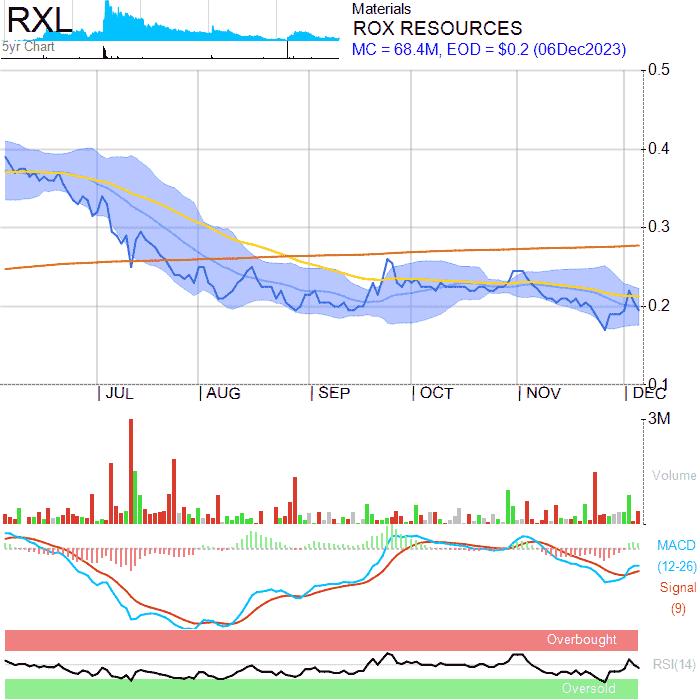 RXL
5yr Chart
Materials
ROX RESOURCES
MC = 68.4M, EOD = $0.2 (06Dec2023)
0.5
0.4
0.3
0.2
0.1
JUL AUG SEP OCT NOV DEC
3M
Volume
MACD
(12-26)
Signal
(9)
Overbought
RSI(14)
Oversold